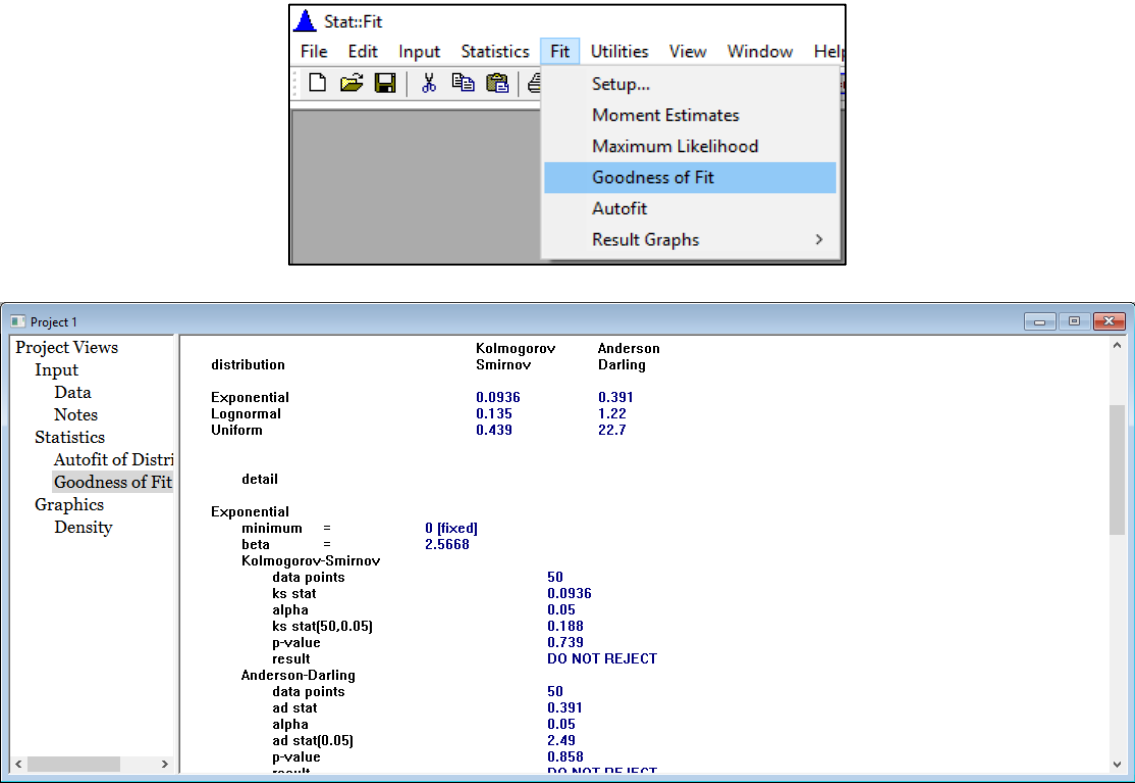 Stat::Fit
File Edit Input Statistics Fit Utilities View Window Help
Setup...
Moment Estimates
Maximum Likelihood
Goodness of Fit
Autofit
Result Graphs
Project 1
Project Views
Input
Data
Notes
Statistics
Autofit of Distri
Goodness of Fit
Graphics
Density
Kolmogorov Anderson
distribution Smirnov Darling
Exponential 0.0936 0.391
Lognormal 0.135 1.22
Uniform 0.439 22.7
detail
Exponential
minimum = 0 [fixed]
beta = 2.5668
Kolmogorov-Smirnov
data points 50
ks stat 0.0936
alpha 0.05
ks stat(50,0.05) 0.188
p-value 0.739
result DO NOT REJECT
Anderson-Darling
data points 50
ad stat 0.391
alpha 0.05
ad stat(0.05) 2.49
p-value 0.858
result DO NOT REJECT